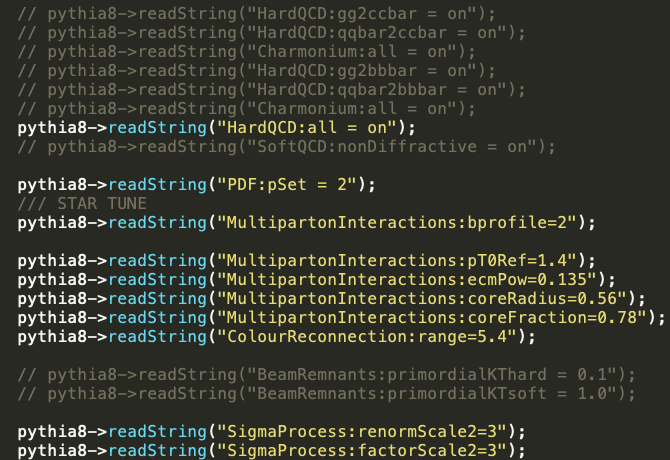 // pythia8->readString("HardQCD:gg2ccbar = on");
// pythia8->readString("HardQCD:qqbar2ccbar = on");
// pythia8->readString("Charmonium:all = on");
// pythia8->readString("HardQCD:gg2bbbar = on");
// pythia8->readString("HardQCD:qqbar2bbbar = on");
// pythia8->readString("Charmonium:all = on");
pythia8->readString("HardQCD:all = on");
// pythia8->readString("SoftQCD:nonDiffractive = on");
pythia8->readString("PDF:pSet = 2");
/// STAR TUNE
pythia8->readString("MultipartonInteractions:bprofile=2");
pythia8->readString("MultipartonInteractions:pT0Ref=1.4");
pythia8->readString("MultipartonInteractions:ecmPow=0.135");
pythia8->readString("MultipartonInteractions:coreRadius=0.56");
pythia8->readString("MultipartonInteractions:coreFraction=0.78");
pythia8->readString("ColourReconnection:range=5.4");
// pythia8->readString("BeamRemnants:primordialKThard = 0.1");
// pythia8->readString("BeamRemnants:primordialKTsoft = 1.0");
pythia8->readString("SigmaProcess:renormScale2=3");
pythia8->readString("SigmaProcess:factorScale2=3");